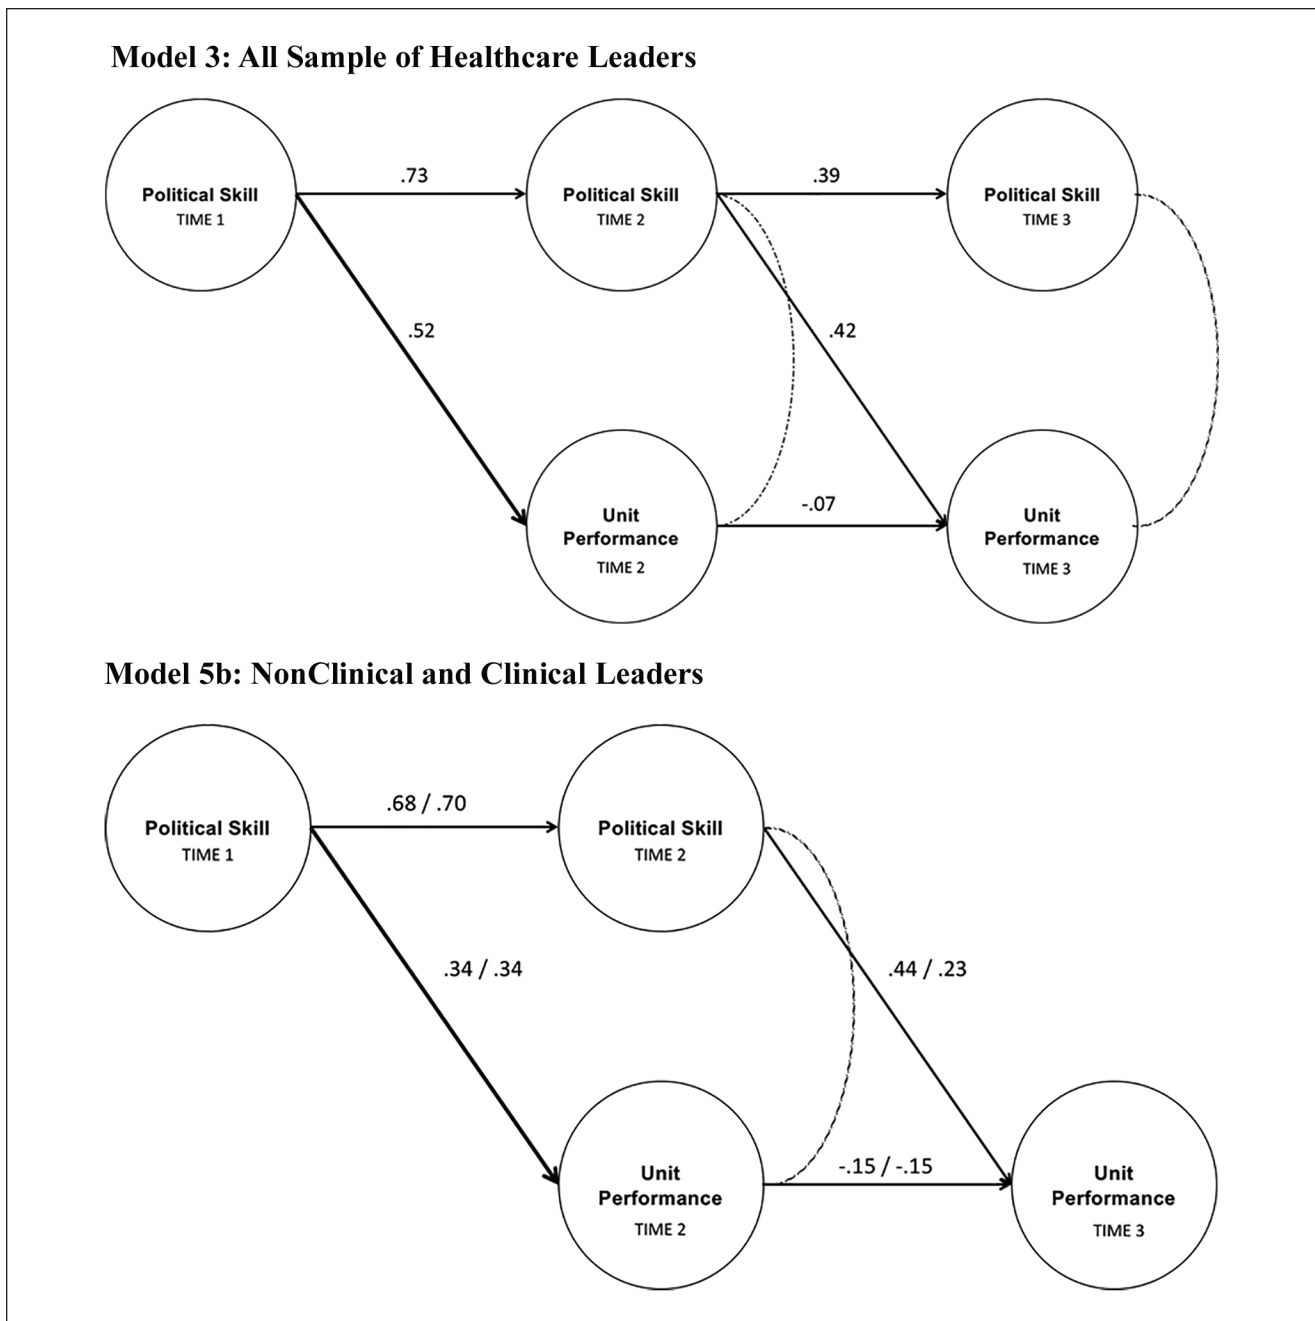 Model 3: All Sample of Healthcare Leaders
.73
.39
Political Skill
TIME 1
Political Skill
TIME 2
Political Skill
TIME 3
.52
.42
-.07
Unit
Performance
TIME 2
Unit
Performance
TIME 3
Model 5b: NonClinical and Clinical Leaders
.68 / .70
Political Skill
TIME 1
Political Skill
TIME 2
.34 / .34
.44 / .23
-.15 / -.15
Unit
Performance
TIME 2
Unit
Performance
TIME 3